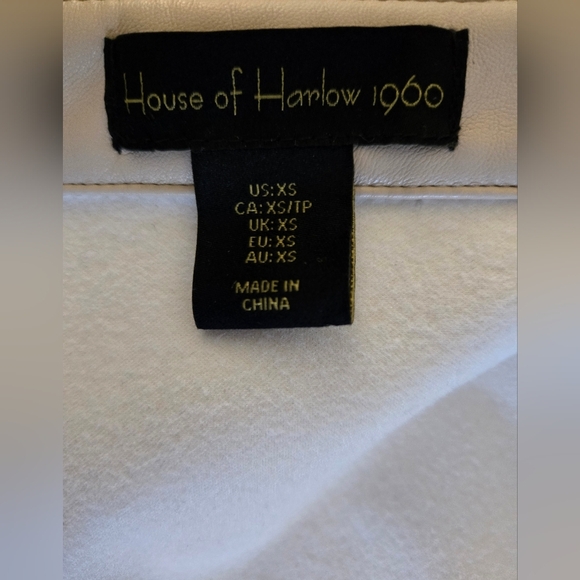 House of Harlow 1960
US:XS
CA:XS/TP
UK:XS
EU:XS
AU:XS
MADE IN
CHINA